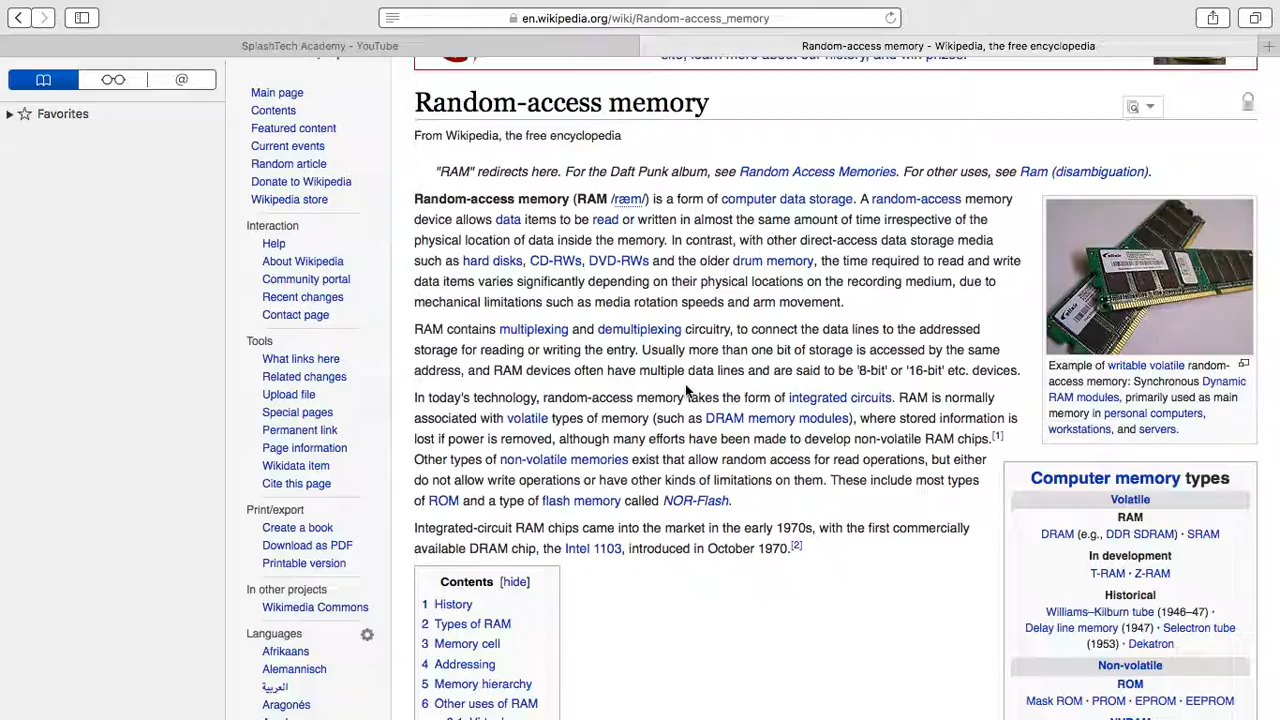 en.wikipedia.org/wiki/Random-access_memory
SplashTech Academy - YouTube
Random-access memory - Wikipedia, the free encyclopedia
@
Favorites
Main page
Contents
Featured content
Current events
Random article
Donate to Wikipedia
Wikipedia store
Interaction
Help
About Wikipedia
Community portal
Recent changes
Contact page
Tools
What links here
Related changes
Upload file
Special pages
Permanent link
Page information
Wikidata item
Cite this page
Print/export
Create a book
Download as PDF
Printable version
In other projects
Wikimedia Commons
Languages
Afrikaans
Alemannisch
العربية
Aragonés
site, learn more about our history, and win prizes!
Random-access memory
From Wikipedia, the free encyclopedia
"RAM" redirects here. For the Daft Punk album, see Random Access Memories. For other uses, see Ram (disambiguation).
Random-access memory (RAM /ræm/) is a form of computer data storage. A random-access memory
device allows data items to be read or written in almost the same amount of time irrespective of the
physical location of data inside the memory. In contrast, with other direct-access data storage media
such as hard disks, CD-RWs, DVD-RWs and the older drum memory, the time required to read and write
data items varies significantly depending on their physical locations on the recording medium, due to
mechanical limitations such as media rotation speeds and arm movement.
RAM contains multiplexing and demultiplexing circuitry, to connect the data lines to the addressed
storage for reading or writing the entry. Usually more than one bit of storage is accessed by the same
address, and RAM devices often have multiple data lines and are said to be '8-bit' or '16-bit' etc. devices.
In today's technology, random-access memory takes the form of integrated circuits. RAM is normally
associated with volatile types of memory (such as DRAM memory modules), where stored information is
lost if power is removed, although many efforts have been made to develop non-volatile RAM chips.[1]
Other types of non-volatile memories exist that allow random access for read operations, but either
do not allow write operations or have other kinds of limitations on them. These include most types
of ROM and a type of flash memory called NOR-Flash.
Integrated-circuit RAM chips came into the market in the early 1970s, with the first commercially
available DRAM chip, the Intel 1103, introduced in October 1970.[2]
Contents [hide]
1 History
2 Types of RAM
3 Memory cell
4 Addressing
5 Memory hierarchy
6 Other uses of RAM
Example of writable volatile random-
access memory: Synchronous Dynamic
RAM modules, primarily used as main
memory in personal computers,
workstations, and servers.
Computer memory types
Volatile
RAM
DRAM (e.g., DDR SDRAM) · SRAM
In development
T-RAM · Z-RAM
Historical
Williams–Kilburn tube (1946–47) ·
Delay line memory (1947) · Selectron tube
(1953) · Dekatron
Non-volatile
ROM
Mask ROM · PROM · EPROM · EEPROM